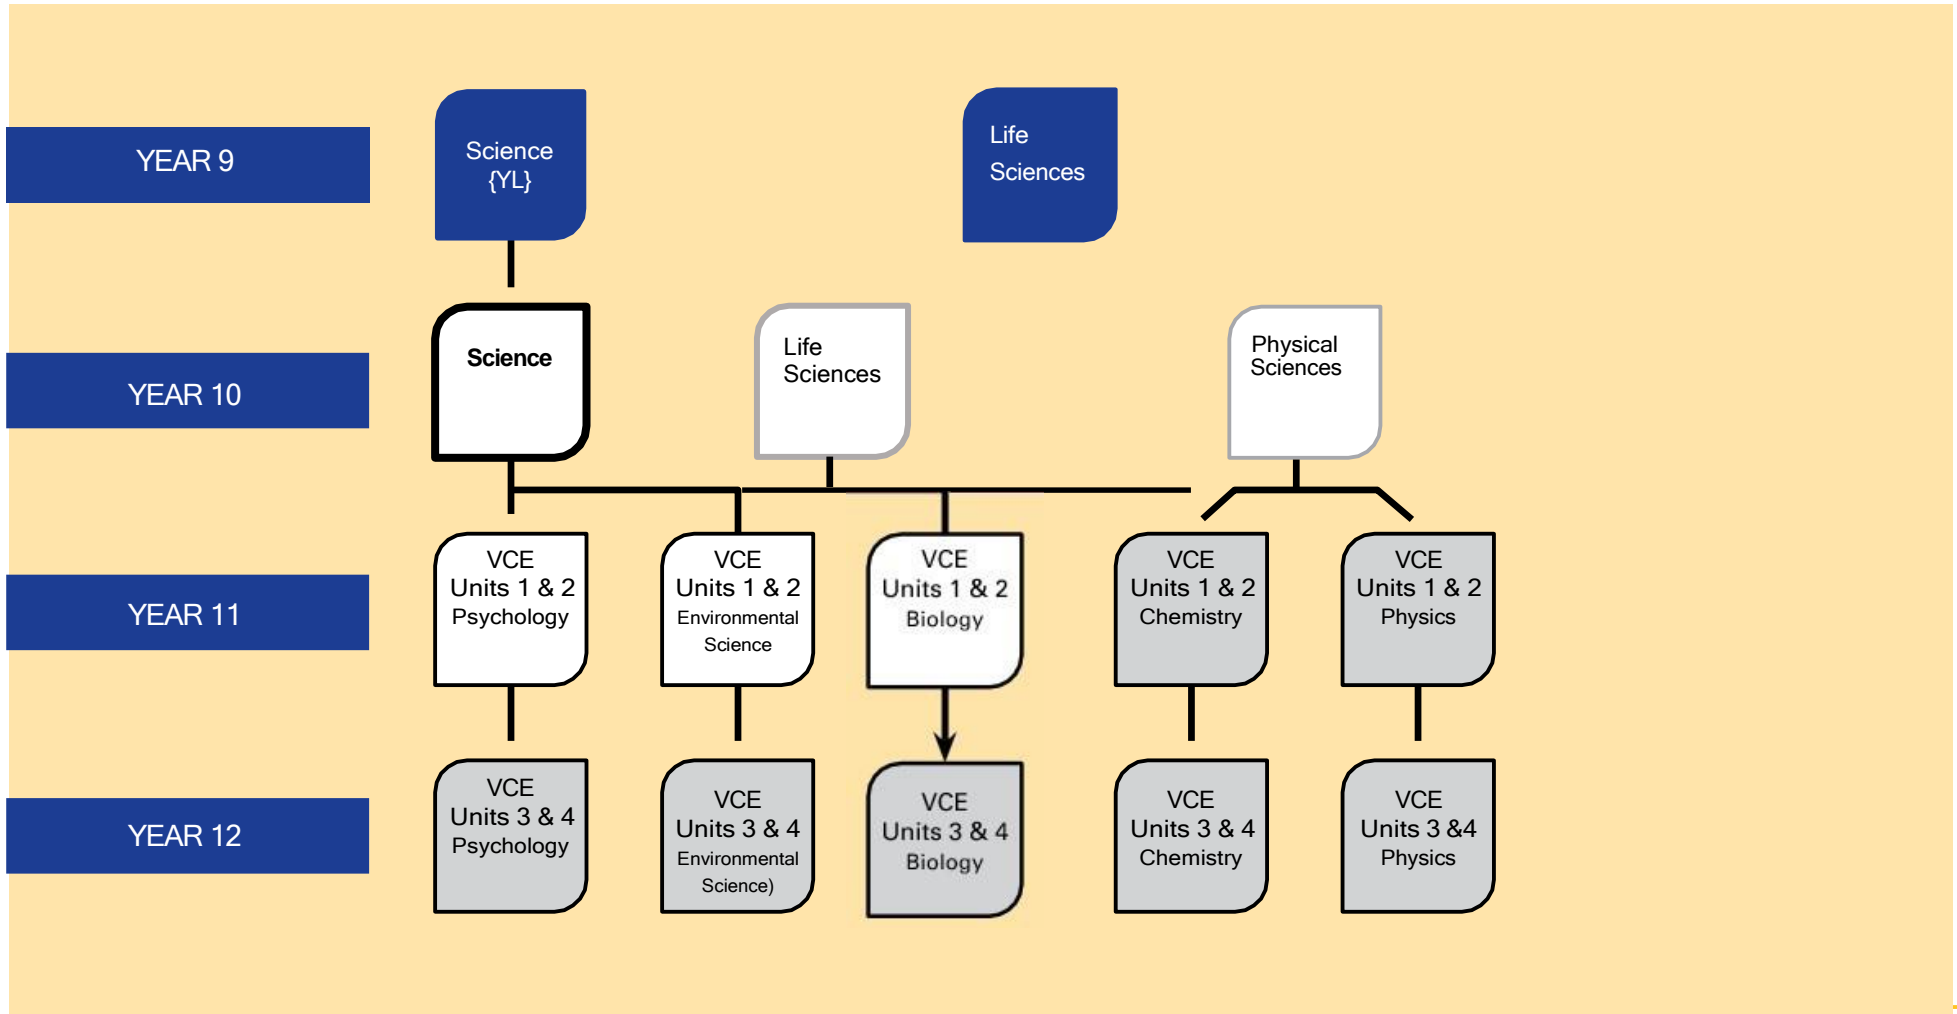 YEAR 9
Science
{YL}
Life
Sciences
YEAR 10
Science
Life
Sciences
Physical
Sciences
YEAR 11
VCE
Units 1 & 2
Psychology
VCE
Units 1 & 2
Environmental
Science
VCE
Units 1 & 2
Biology
VCE
Units 1 & 2
Chemistry
VCE
Units 1 & 2
Physics
YEAR 12
VCE
Units 3 & 4
Psychology
VCE
Units 3 & 4
Environmental
Science)
VCE
Units 3 & 4
Biology
VCE
Units 3 & 4
Chemistry
VCE
Units 3 &4
Physics